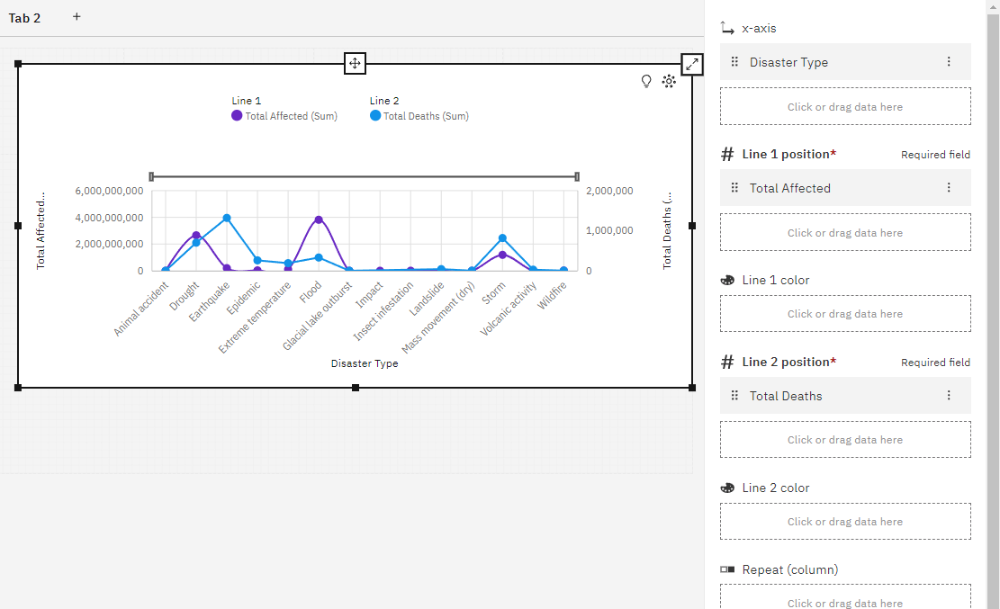 Tab 2 +
Line 1
Total Affected (Sum)
Line 2
Total Deaths (Sum)
Total Affected...
6,000,000,000
4,000,000,000
2,000,000,000
0
2,000,000
1,000,000
0
Total Deaths (...
Animal accident
Drought
Earthquake
Epidemic
Extreme temperature
Flood
Glacial lake outburst
Impact
Insect infestation
Landslide
Mass movement (dry)
Storm
Volcanic activity
Wildfire
Disaster Type
x-axis
Disaster Type
Click or drag data here
# Line 1 position* Required field
Total Affected
Click or drag data here
Line 1 color
Click or drag data here
# Line 2 position* Required field
Total Deaths
Click or drag data here
Line 2 color
Click or drag data here
Repeat (column)
Click or drag data here